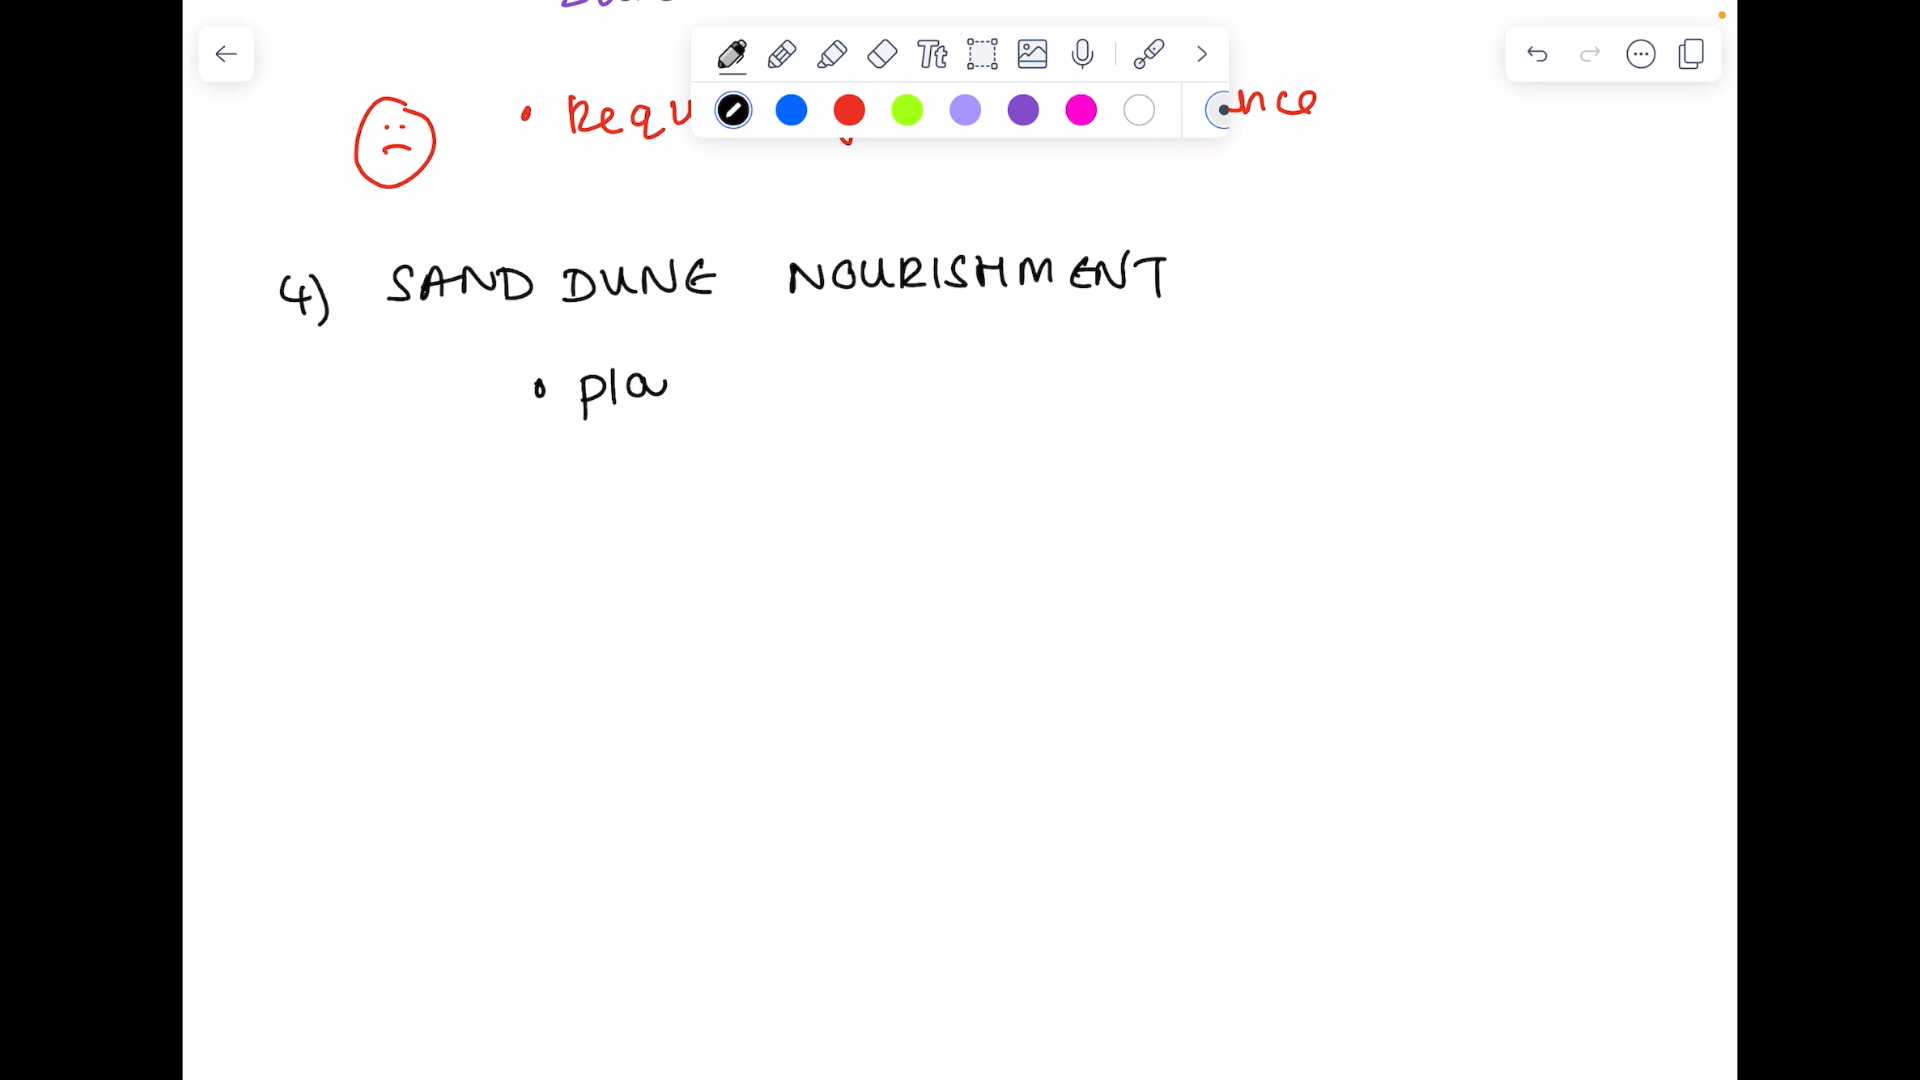 • Requ nce
4) SAND DUNE NOURISHMENT
• pla